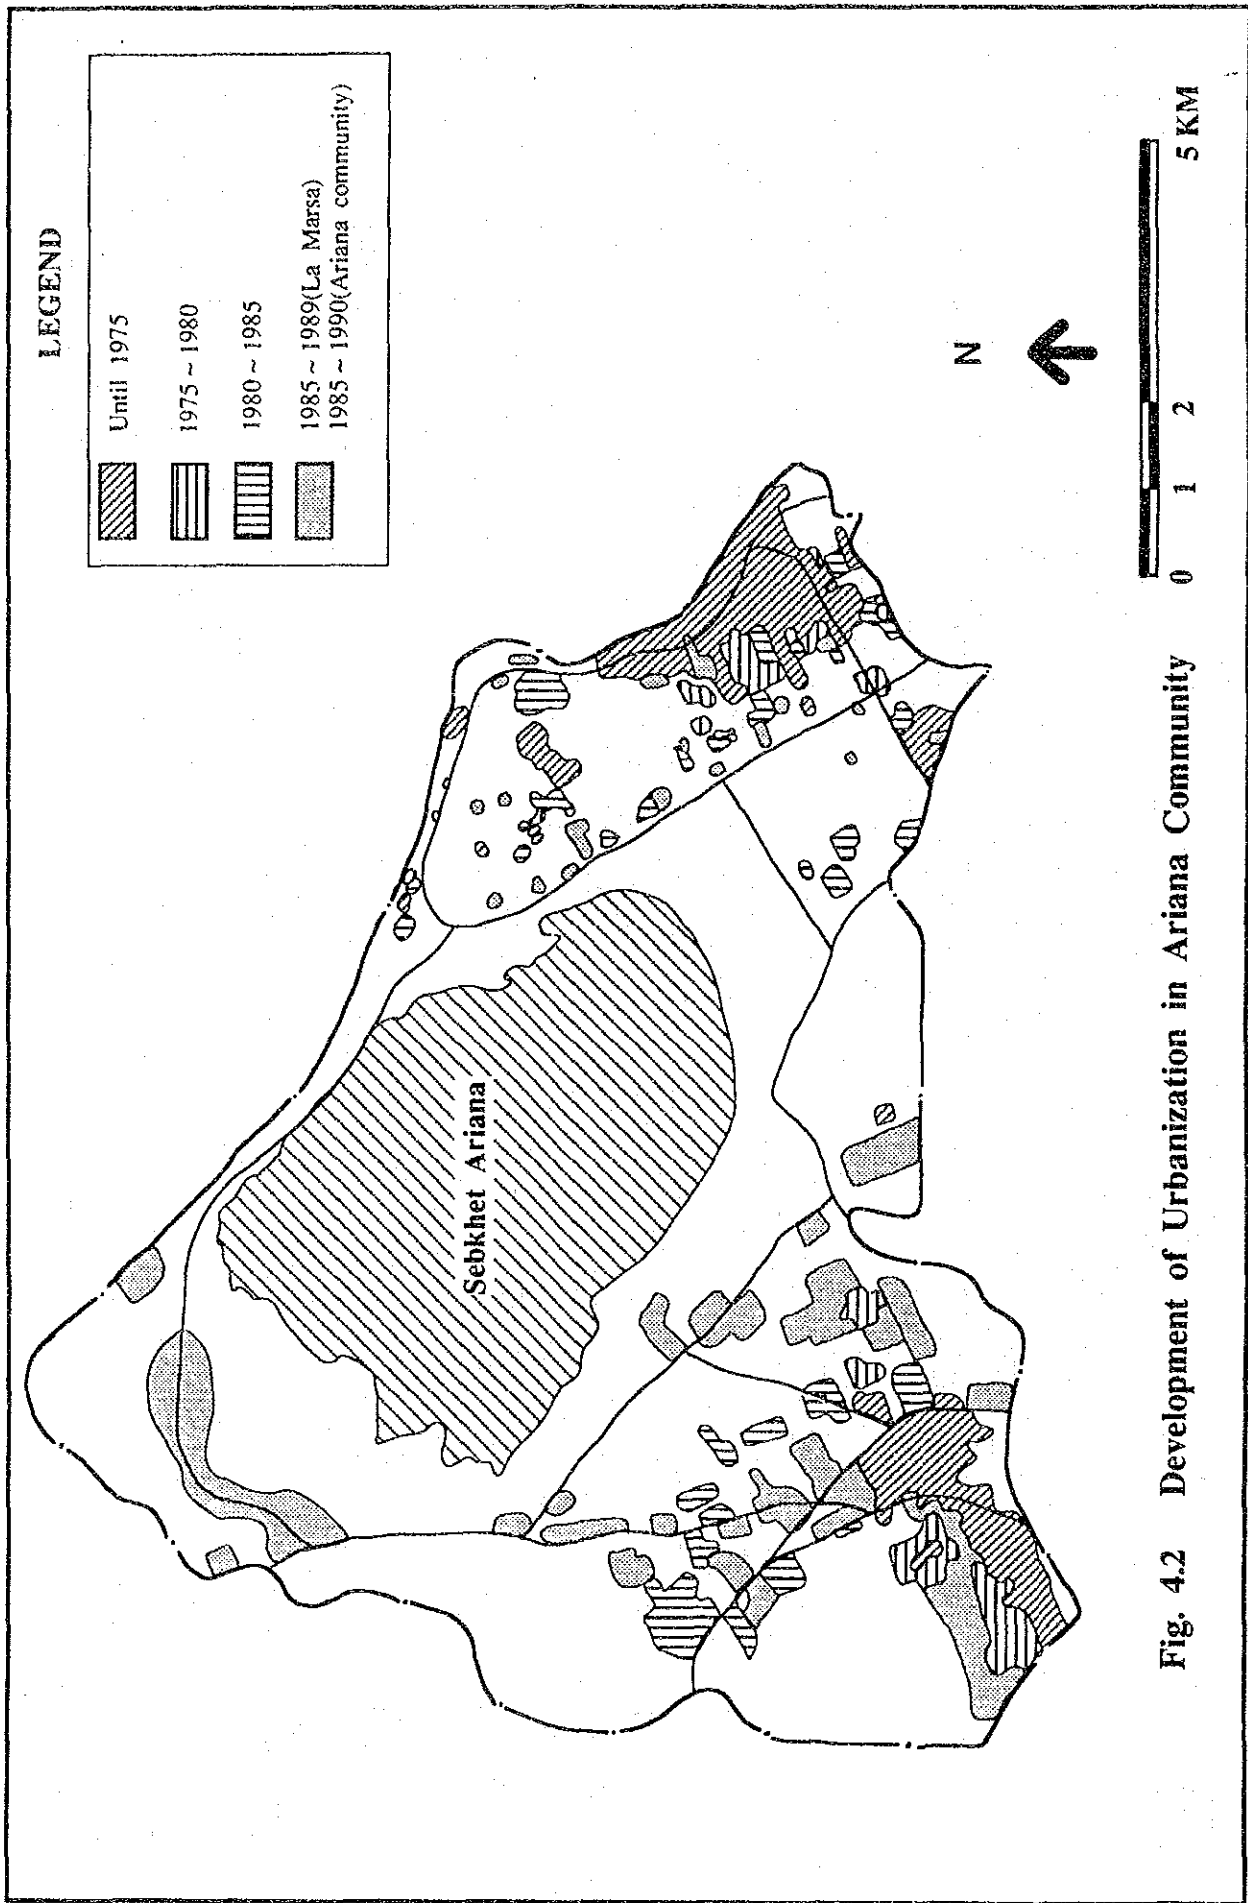 LEGEND
Until 1975
1975 ~ 1980
1980 ~ 1985
1985 ~ 1989(La Marsa)
1985 ~ 1990(Ariana community)
Sebkhet Ariana
N
0 1 2 5 KM
Fig. 4.2 Development of Urbanization in Ariana Community